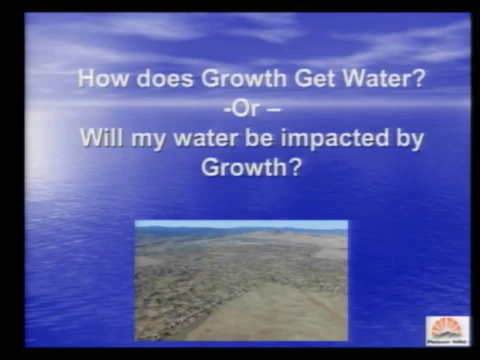 How does Growth Get Water?
-Or –
Will my water be impacted by
Growth?